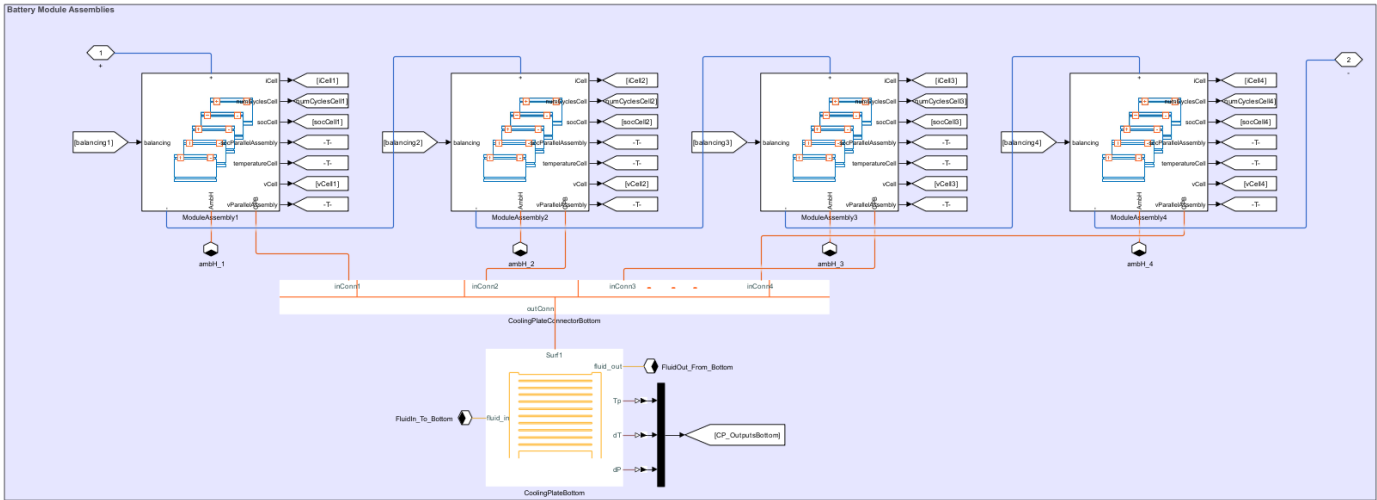 Battery Module Assemblies
1
+
2
-
[balancing1]
balancing
+
iCell
numCyclesCell
socCell
socParallelAssembly
temperatureCell
vCell
vParallelAssembly
-
AmbH
CPB
ModuleAssembly1
[iCell1]
[numCyclesCell1]
[socCell1]
-T-
-T-
[vCell1]
-T-
ambH_1
[balancing2]
balancing
+
iCell
numCyclesCell
socCell
socParallelAssembly
temperatureCell
vCell
vParallelAssembly
-
AmbH
CPB
ModuleAssembly2
[iCell2]
[numCyclesCell2]
[socCell2]
-T-
-T-
[vCell2]
-T-
ambH_2
[balancing3]
balancing
+
iCell
numCyclesCell
socCell
socParallelAssembly
temperatureCell
vCell
vParallelAssembly
-
AmbH
CPB
ModuleAssembly3
[iCell3]
[numCyclesCell3]
[socCell3]
-T-
-T-
[vCell3]
-T-
ambH_3
[balancing4]
balancing
+
iCell
numCyclesCell
socCell
socParallelAssembly
temperatureCell
vCell
vParallelAssembly
-
AmbH
CPB
ModuleAssembly4
[iCell4]
[numCyclesCell4]
[socCell4]
-T-
-T-
[vCell4]
-T-
ambH_4
inConn1
inConn2
inConn3
- - -
inConn4
outConn
CoolingPlateConnectorBottom
Surf1
fluid_out
FluidOut_From_Bottom
Tp
FluidIn_To_Bottom
fluid_in
dT
[CP_OutputsBottom]
dP
CoolingPlateBottom